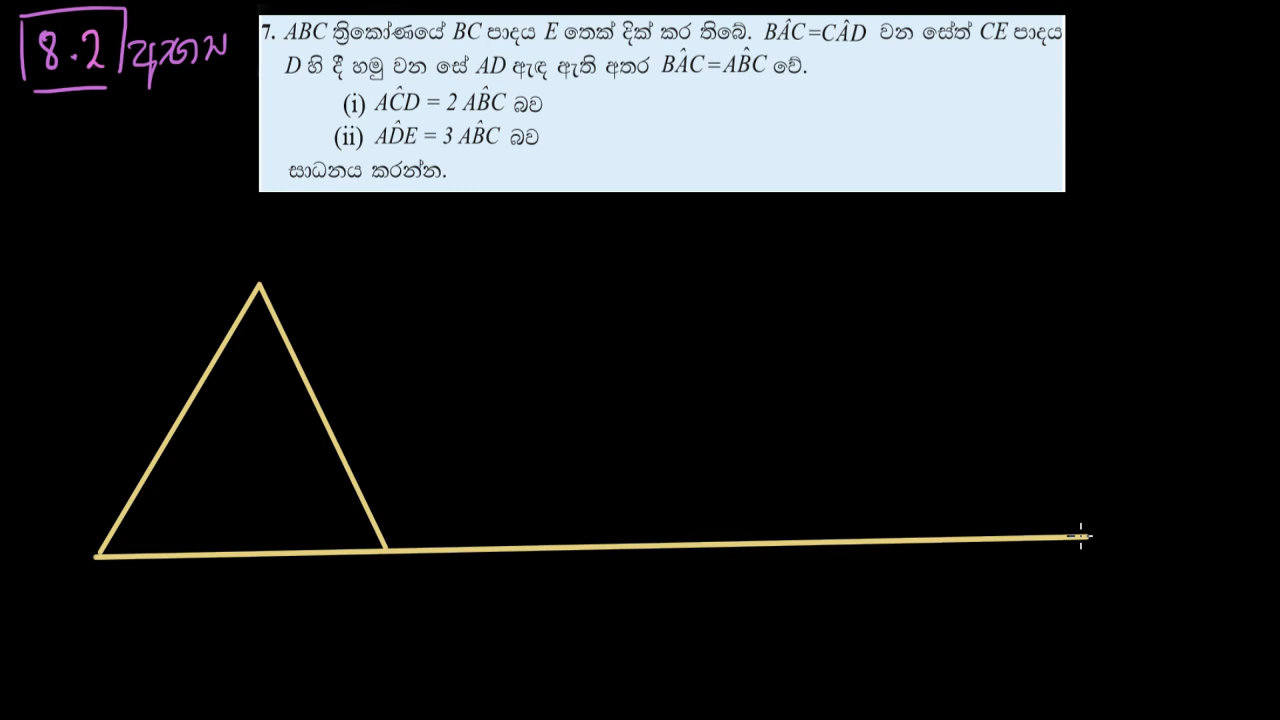 8.2 අභ්‍යාස
7. ABC ත්‍රිකෝණයේ BC පාදය E තෙක් දික් කර තිබේ. BÂC=CÂD වන සේත් CE පාදය
D හි දී හමු වන සේ AD ඇඳ ඇති අතර BÂC=AB̂C වේ.
(i) AĈD = 2 AB̂C බව
(ii) AD̂E = 3 AB̂C බව
සාධනය කරන්න.